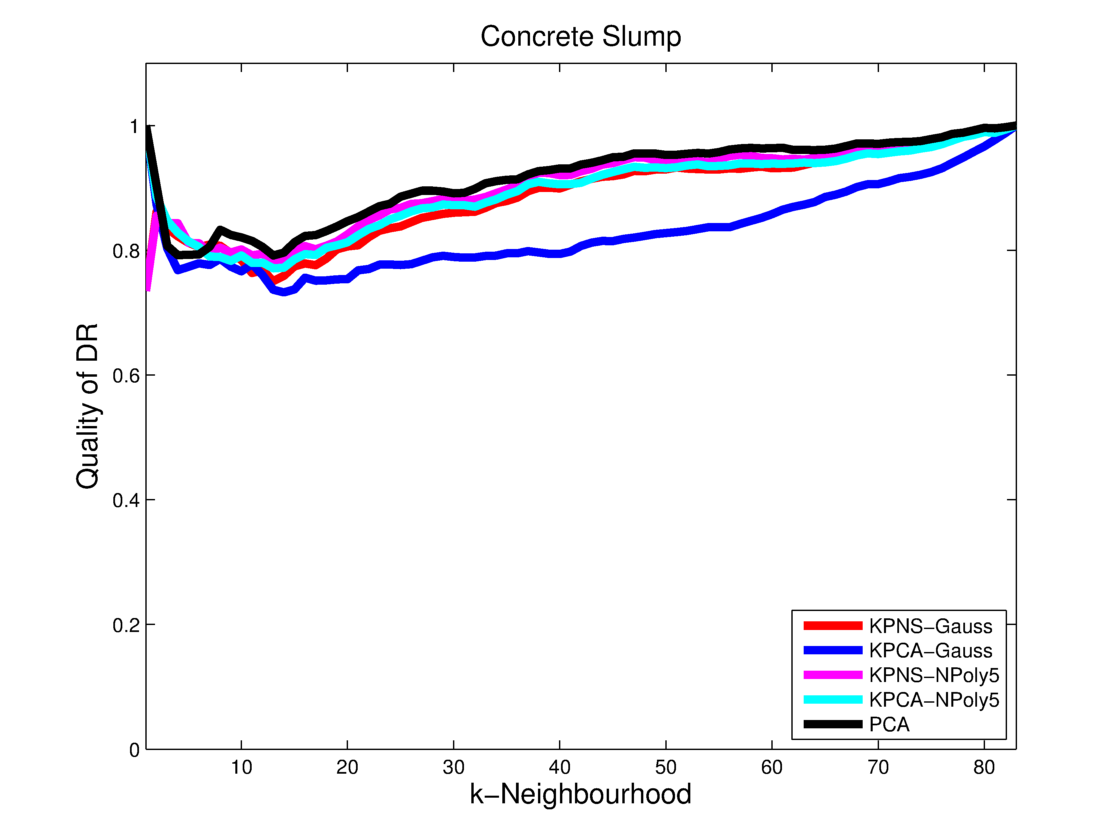 Concrete Slump
1
0.8
0.6
0.4
0.2
0
Quality of DR
10 20 30 40 50 60 70 80
k−Neighbourhood
KPNS−Gauss
KPCA−Gauss
KPNS−NPoly5
KPCA−NPoly5
PCA